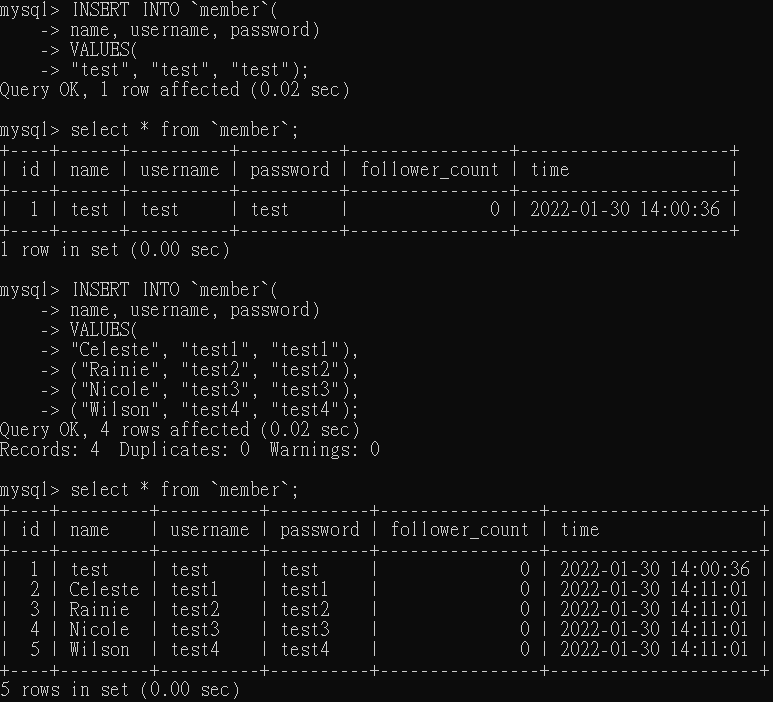 mysql> INSERT INTO `member`(
    -> name, username, password)
    -> VALUES(
    -> "test", "test", "test");
Query OK, 1 row affected (0.02 sec)

mysql> select * from `member`;
+----+------+----------+----------+----------------+---------------------+
| id | name | username | password | follower_count | time                |
+----+------+----------+----------+----------------+---------------------+
|  1 | test | test     | test     |              0 | 2022-01-30 14:00:36 |
+----+------+----------+----------+----------------+---------------------+
1 row in set (0.00 sec)

mysql> INSERT INTO `member`(
    -> name, username, password)
    -> VALUES(
    -> "Celeste", "test1", "test1"),
    -> ("Rainie", "test2", "test2"),
    -> ("Nicole", "test3", "test3"),
    -> ("Wilson", "test4", "test4");
Query OK, 4 rows affected (0.02 sec)
Records: 4  Duplicates: 0  Warnings: 0

mysql> select * from `member`;
+----+---------+----------+----------+----------------+---------------------+
| id | name    | username | password | follower_count | time                |
+----+---------+----------+----------+----------------+---------------------+
|  1 | test    | test     | test     |              0 | 2022-01-30 14:00:36 |
|  2 | Celeste | test1    | test1    |              0 | 2022-01-30 14:11:01 |
|  3 | Rainie  | test2    | test2    |              0 | 2022-01-30 14:11:01 |
|  4 | Nicole  | test3    | test3    |              0 | 2022-01-30 14:11:01 |
|  5 | Wilson  | test4    | test4    |              0 | 2022-01-30 14:11:01 |
+----+---------+----------+----------+----------------+---------------------+
5 rows in set (0.00 sec)